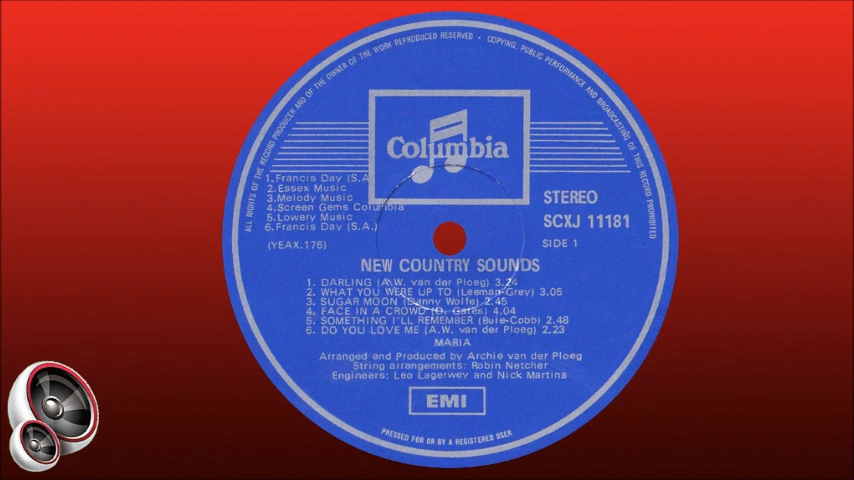 ALL RIGHTS OF THE RECORD PRODUCER AND OF THE OWNER OF THE WORK REPRODUCED RESERVED • COPYING, PUBLIC PERFORMANCE AND BROADCASTING OF THIS RECORD PROHIBITED
Columbia
1.Francis Day (S.A
2.Essex Music
3.Melody Music
4.Screen Gems Columbia
5.Lowery Music
6.Francis Day (S.A.)
(YEAX.176)
STEREO
SCXJ 11181
SIDE 1
NEW COUNTRY SOUNDS
1. DARLING (A.W. van der Ploeg) 3.24
2. WHAT YOU WERE UP TO (Leeman-Grey) 3.05
3. SUGAR MOON (Danny Wolfe) 2.45
4. FACE IN A CROWD (D. Gates) 4.04
5. SOMETHING I'LL REMEMBER (Buie-Cobb) 2.48
6. DO YOU LOVE ME (A.W. van der Ploeg) 2.23
MARIA
Arranged and Produced by Archie van der Ploeg
String arrangements: Robin Netcher
Engineers: Leo Lagerwey and Nick Martins
EMI
PRESSED FOR OR BY A REGISTERED USER